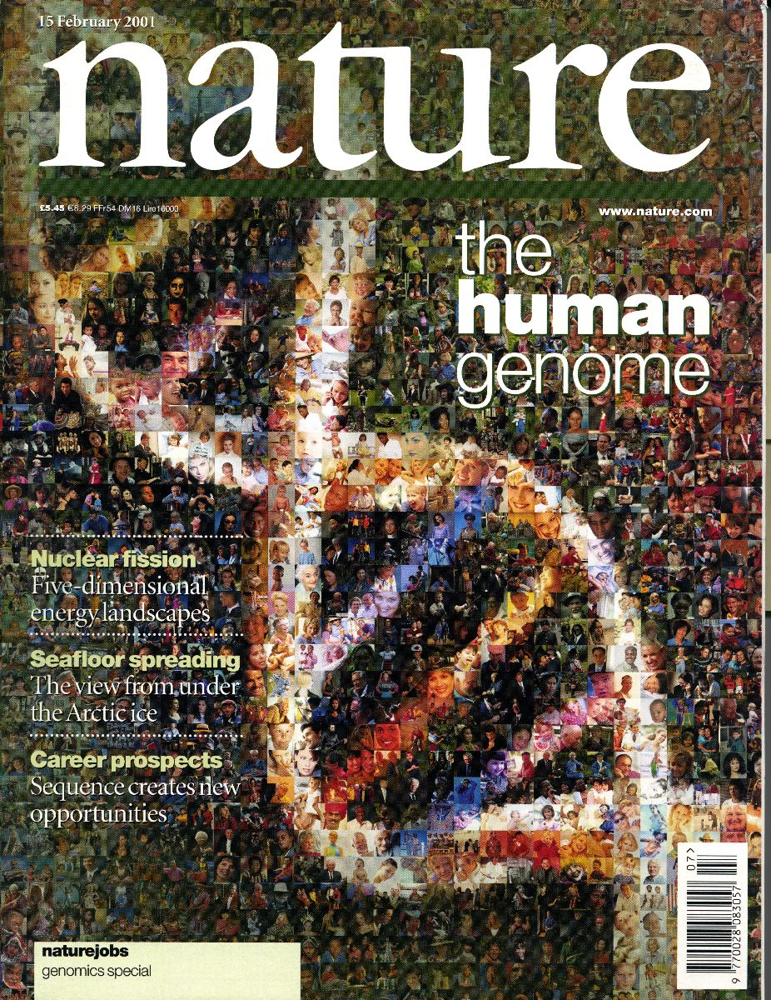 15 February 2001
nature
£5.45 €8.29 FFr54 DM16 Lire16000
www.nature.com
the
human
genome
Nuclear fission
Five-dimensional
energy landscapes
Seafloor spreading
The view from under
the Arctic ice
Career prospects
Sequence creates new
opportunities
naturejobs
genomics special
07>
9 770028 083057